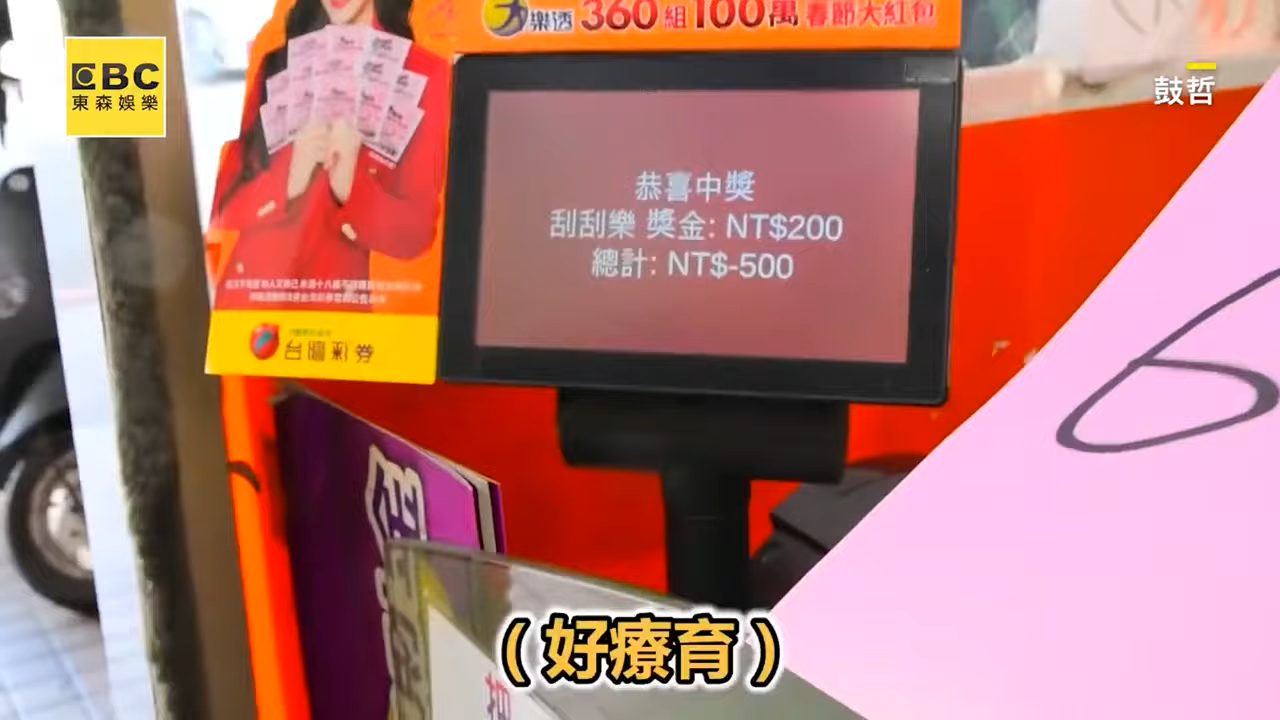 大樂透 360組100萬 春節大紅包
EBC
東森娛樂
鼓哲
恭喜中獎
刮刮樂 獎金: NT$200
總計: NT$-500
台灣彩券
6
(好療育)